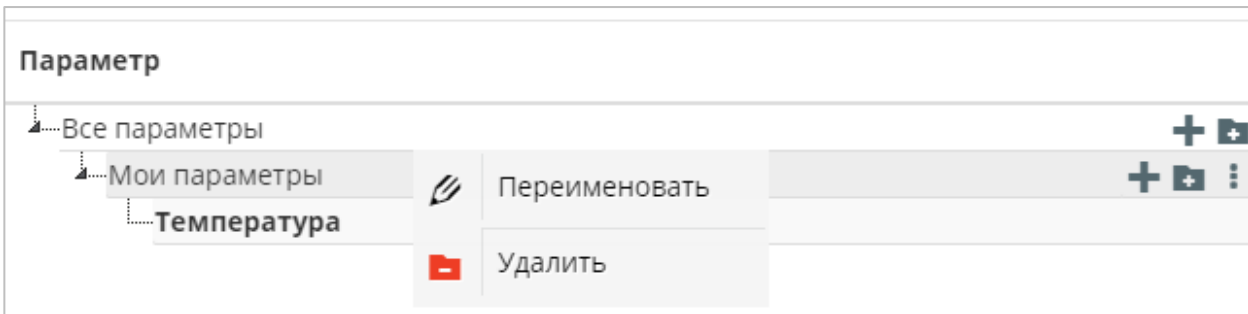 Параметр
Все параметры
Мои параметры
Переименовать
Температура
Удалить